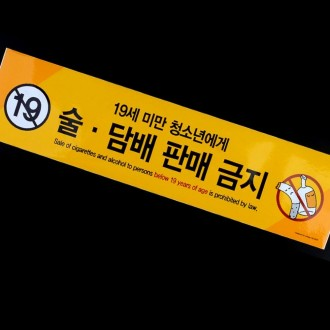 19
19세 미만 청소년에게
술·담배 판매 금지
Sale of cigarettes and alcohol to persons below 19 years of age is prohibited by law.